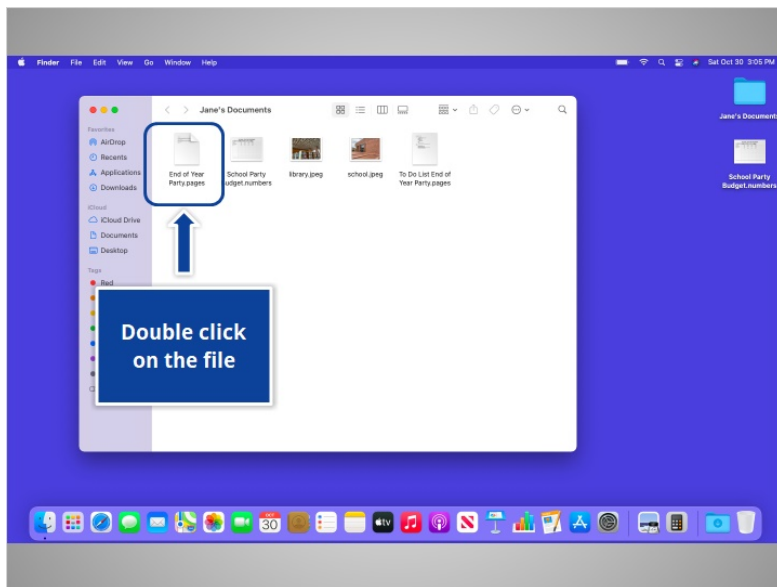 Finder File Edit View Go Window Help
Sat Oct 30 3:05 PM
Jane's Documents
Favorites
AirDrop
Recents
Applications
Downloads
iCloud
iCloud Drive
Documents
Desktop
Tags
Red
End of Year
Party.pages
School Party
Budget.numbers
library.jpeg
school.jpeg
To Do List End of
Year Party.pages
Double click
on the file
Jane's Documents
School Party
Budget.numbers
OCT
30
tv